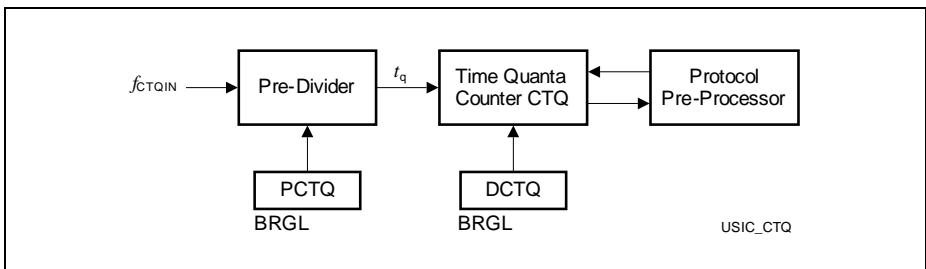 fCTQIN
Pre-Divider
tq
Time Quanta
Counter CTQ
Protocol
Pre-Processor
PCTQ
BRGL
DCTQ
BRGL
USIC_CTQ